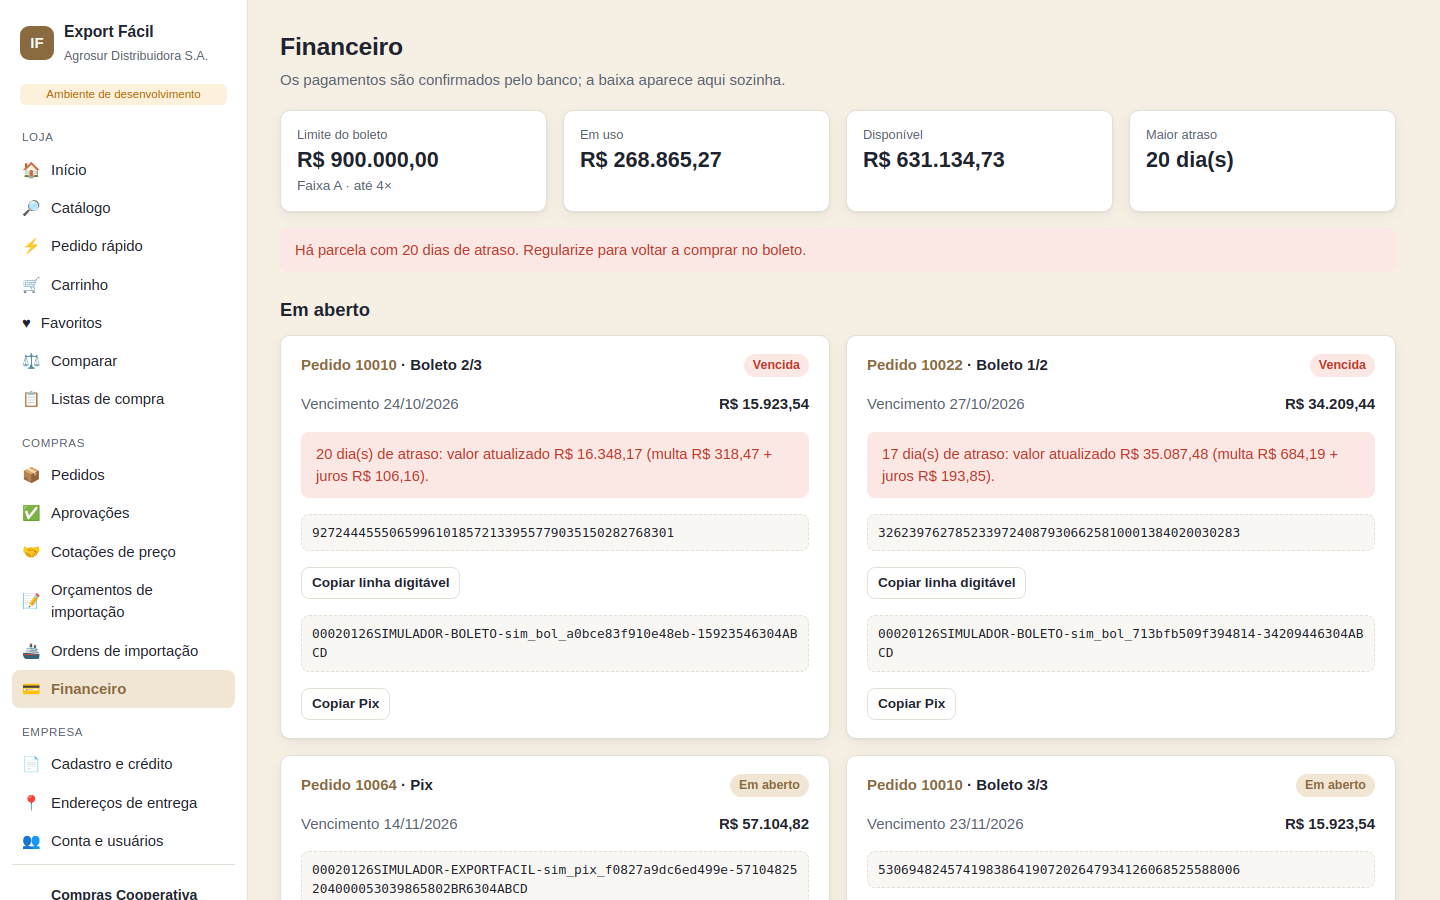 IF
Export Fácil
Agrosur Distribuidora S.A.
Ambiente de desenvolvimento
LOJA
Início
Catálogo
Pedido rápido
Carrinho
Favoritos
Comparar
Listas de compra
COMPRAS
Pedidos
Aprovações
Cotações de preço
Orçamentos de
importação
Ordens de importação
Financeiro
EMPRESA
Cadastro e crédito
Endereços de entrega
Conta e usuários
Compras Cooperativa
Financeiro
Os pagamentos são confirmados pelo banco; a baixa aparece aqui sozinha.
Limite do boleto
R$ 900.000,00
Faixa A · até 4×
Em uso
R$ 268.865,27
Disponível
R$ 631.134,73
Maior atraso
20 dia(s)
Há parcela com 20 dias de atraso. Regularize para voltar a comprar no boleto.
Em aberto
Pedido 10010 · Boleto 2/3
Vencida
Vencimento 24/10/2026
R$ 15.923,54
20 dia(s) de atraso: valor atualizado R$ 16.348,17 (multa R$ 318,47 +
juros R$ 106,16).
92724445550659961018572133955779035150282768301
Copiar linha digitável
00020126SIMULADOR-BOLETO-sim_bol_a0bce83f910e48eb-15923546304AB
CD
Copiar Pix
Pedido 10022 · Boleto 1/2
Vencida
Vencimento 27/10/2026
R$ 34.209,44
17 dia(s) de atraso: valor atualizado R$ 35.087,48 (multa R$ 684,19 +
juros R$ 193,85).
32623976278523397240879306625810001384020030283
Copiar linha digitável
00020126SIMULADOR-BOLETO-sim_bol_713bfb509f394814-34209446304AB
CD
Copiar Pix
Pedido 10064 · Pix
Em aberto
Vencimento 14/11/2026
R$ 57.104,82
00020126SIMULADOR-EXPORTFACIL-sim_pix_f0827a9dc6ed499e-57104825
204000053039865802BR6304ABCD
Pedido 10010 · Boleto 3/3
Em aberto
Vencimento 23/11/2026
R$ 15.923,54
53069482457419838641907202647934126068525588006